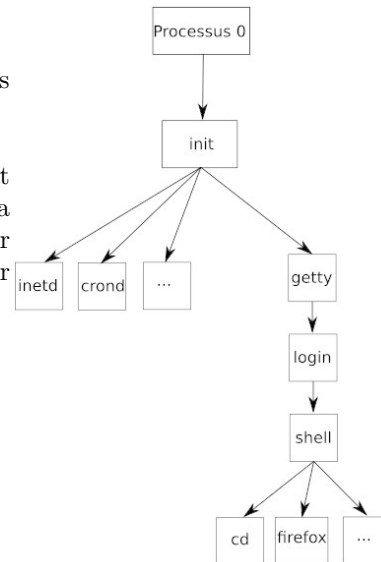 Processus 0
s
init
t
a
r
r
inetd crond ... getty
login
shell
cd firefox ...